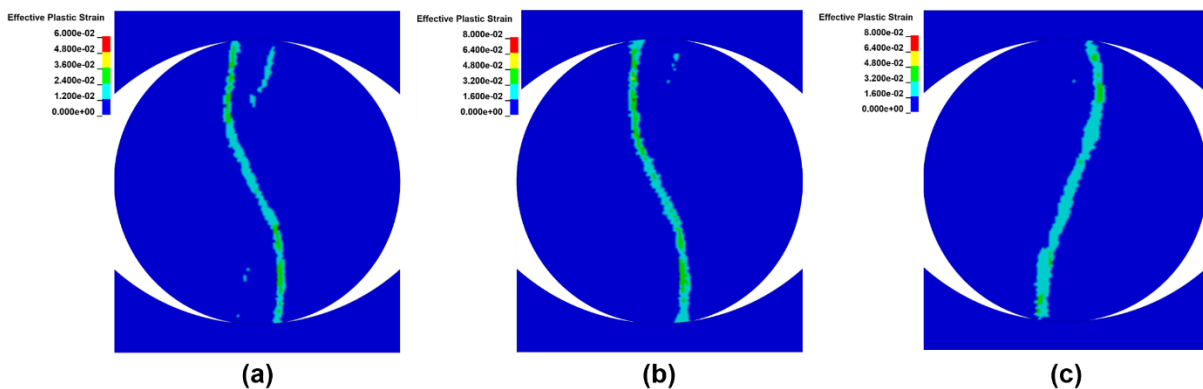 Effective Plastic Strain
6.000e-02
4.800e-02
3.600e-02
2.400e-02
1.200e-02
0.000e+00
(a)
Effective Plastic Strain
8.000e-02
6.400e-02
4.800e-02
3.200e-02
1.600e-02
0.000e+00
(b)
Effective Plastic Strain
8.000e-02
6.400e-02
4.800e-02
3.200e-02
1.600e-02
0.000e+00
(c)